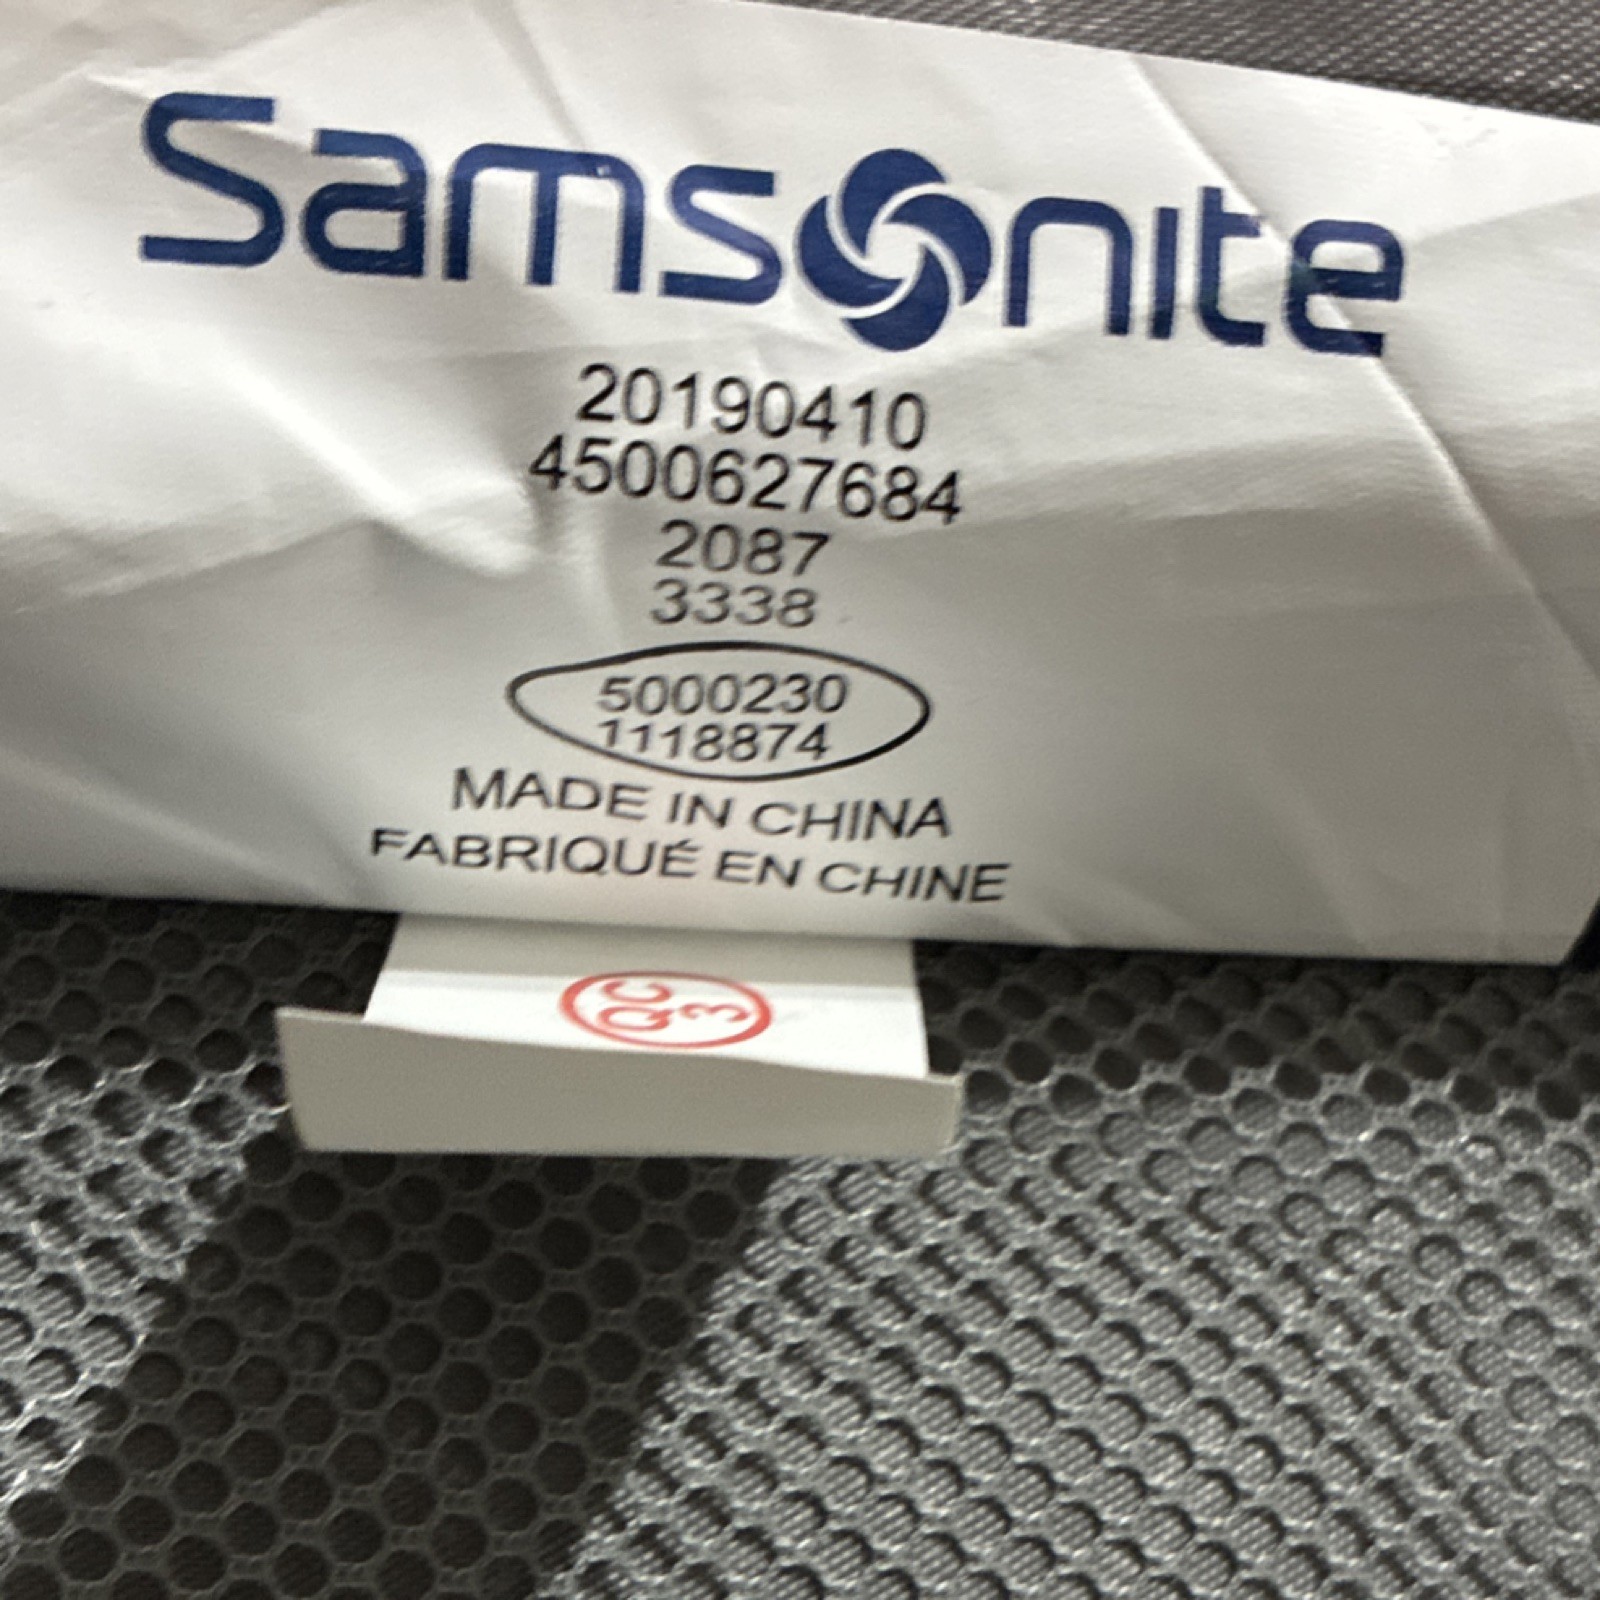 Samsonite
20190410
4500627684
2087
3338
5000230
1118874
MADE IN CHINA
FABRIQUÉ EN CHINE
QC
3